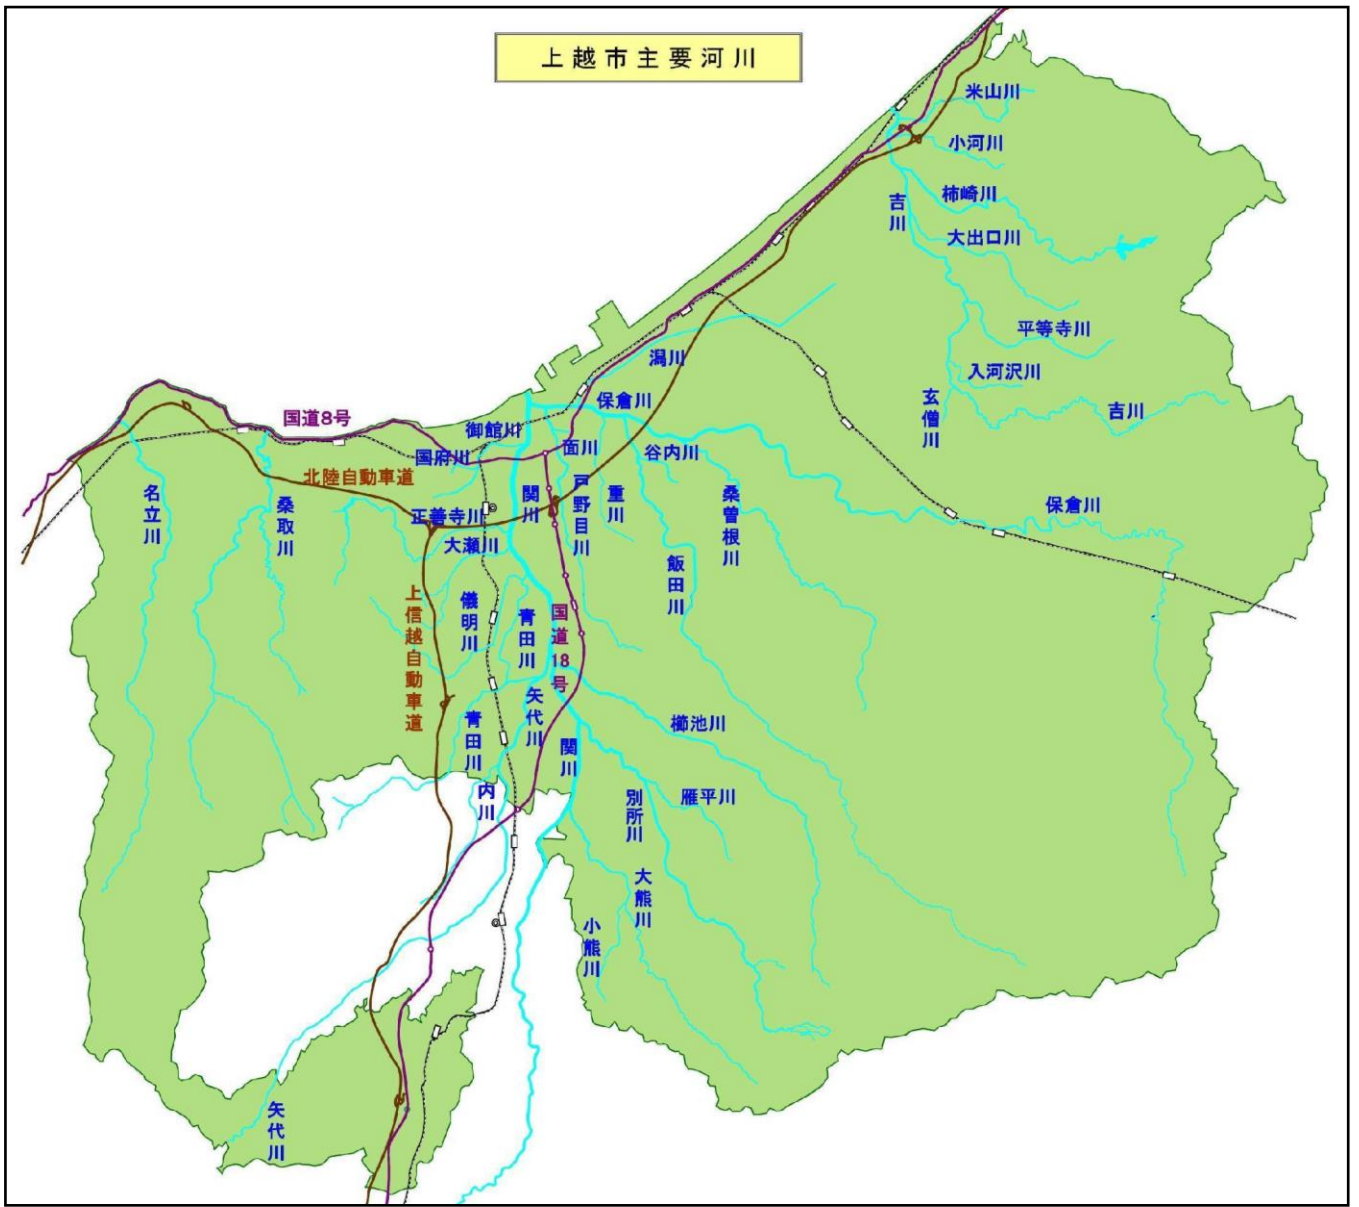 上越市主要河川
米山川
小河川
柿崎川
吉川
大出口川
平等寺川
入河沢川
玄僧川
吉川
潟川
保倉川
国道8号
御館川
国府川
面川
谷内川
北陸自動車道
名立川
桑取川
正善寺川
大瀬川
関川
戸野目川
重川
桑曽根川
保倉川
飯田川
上信越自動車道
儀明川
青田川
国道18号
矢代川
青田川
関川
櫛池川
内川
別所川
雁平川
大熊川
小熊川
矢代川